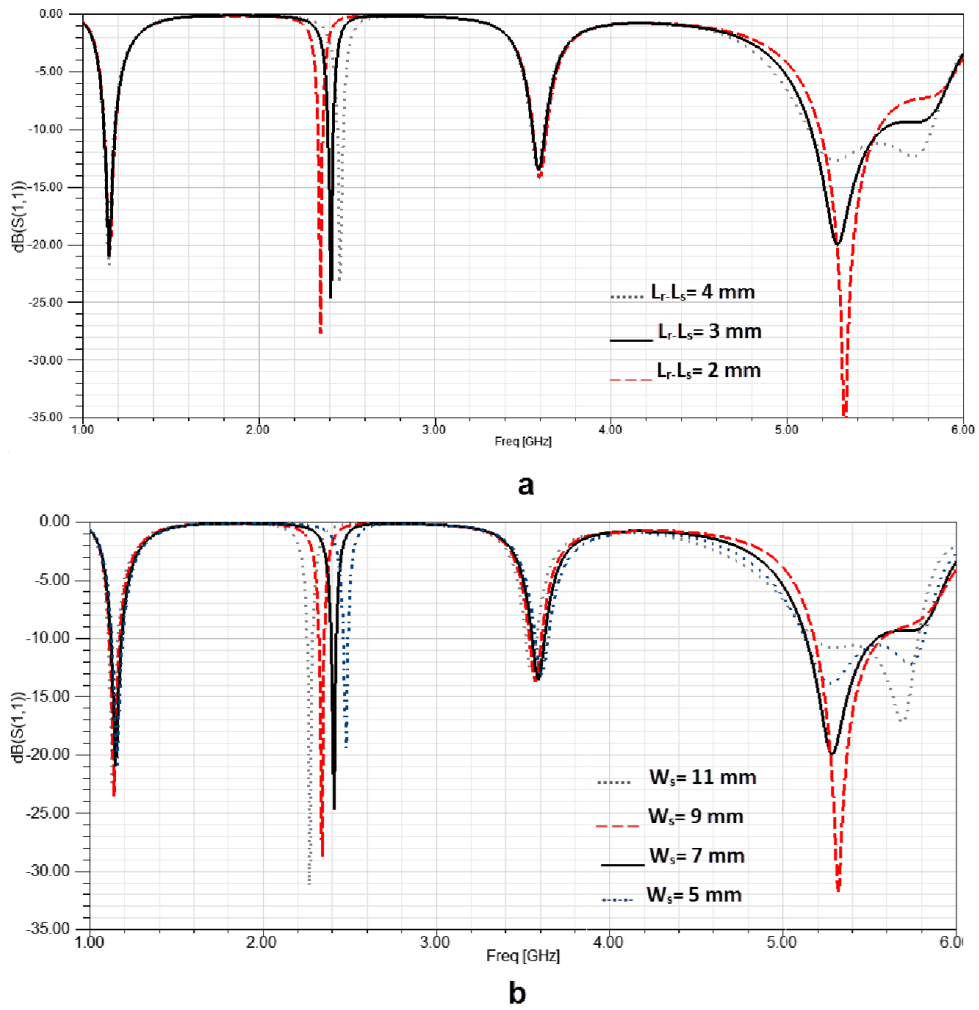 0.00
-5.00
-10.00
-15.00
-20.00
-25.00
-30.00
-35.00
dB(S(1,1))
Lr-Ls= 4 mm
Lr-Ls= 3 mm
Lr-Ls= 2 mm
1.00 2.00 3.00 4.00 5.00 6.00
Freq [GHz]
a
0.00
-5.00
-10.00
-15.00
-20.00
-25.00
-30.00
-35.00
dB(S(1,1))
Ws= 11 mm
Ws= 9 mm
Ws= 7 mm
Ws= 5 mm
1.00 2.00 3.00 4.00 5.00 6.00
Freq [GHz]
b